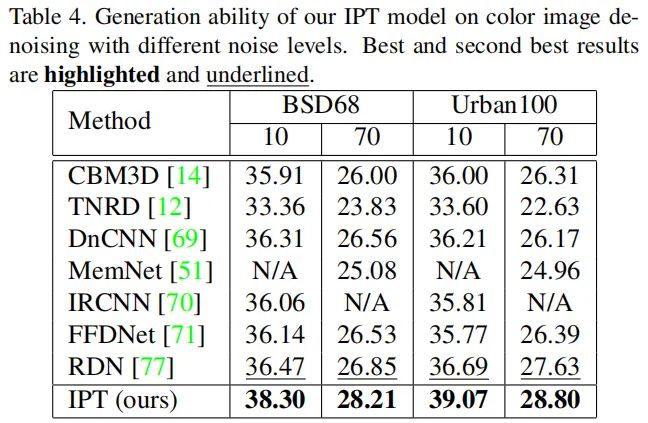 Table 4. Generation ability of our IPT model on color image de-
noising with different noise levels. Best and second best results
are highlighted and underlined.
Method BSD68 Urban100
10 70 10 70
CBM3D [14] 35.91 26.00 36.00 26.31
TNRD [12] 33.36 23.83 33.60 22.63
DnCNN [69] 36.31 26.56 36.21 26.17
MemNet [51] N/A 25.08 N/A 24.96
IRCNN [70] 36.06 N/A 35.81 N/A
FFDNet [71] 36.14 26.53 35.77 26.39
RDN [77] 36.47 26.85 36.69 27.63
IPT (ours) 38.30 28.21 39.07 28.80